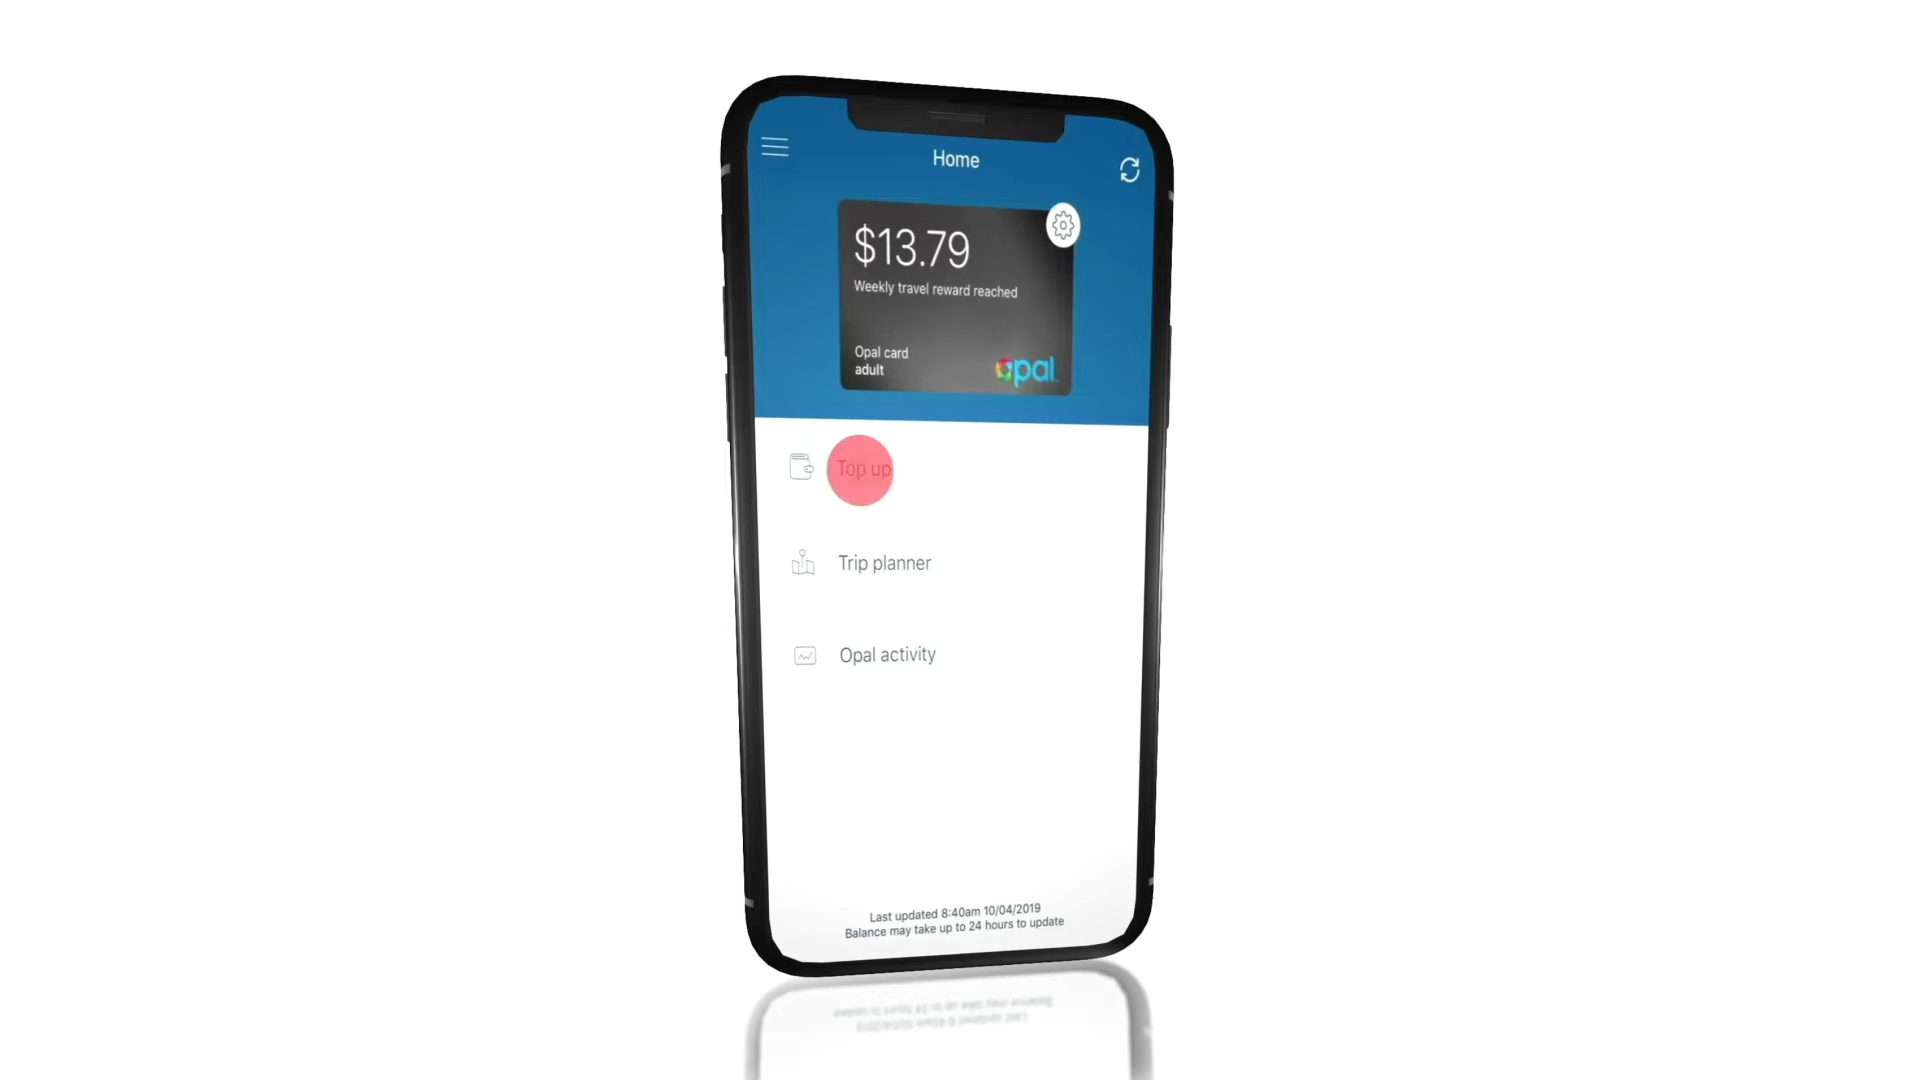 Home
$13.79
Weekly travel reward reached
Opal card
adult
opal
Top up
Trip planner
Opal activity
Last updated 8:40am 10/04/2019
Balance may take up to 24 hours to update